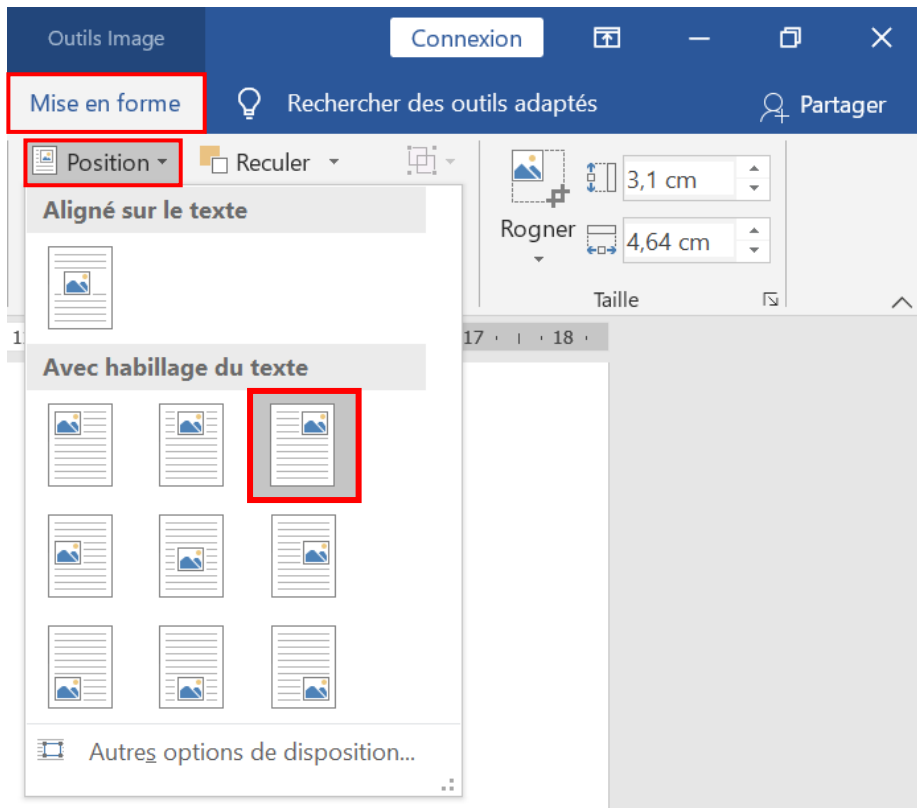 Outils Image
Connexion
Mise en forme
Rechercher des outils adaptés
Partager
Position
Reculer
Aligné sur le texte
3,1 cm
Rogner
4,64 cm
Taille
17 18
Avec habillage du texte
Autres options de disposition...